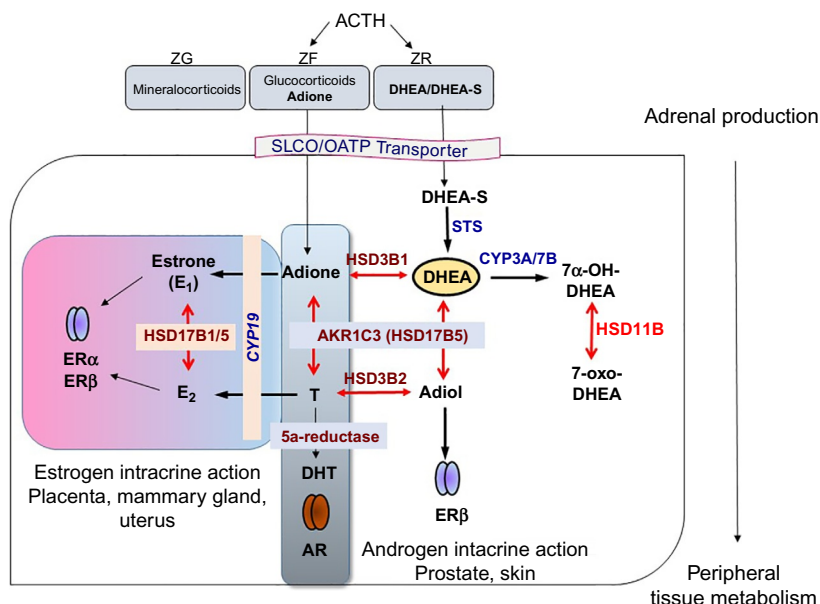 ACTH
ZG
ZF
ZR
Mineralocorticoids
Glucocorticoids
Adione
DHEA/DHEA-S
Adrenal production
SLCO/OATP Transporter
DHEA-S
STS
Estrone
(E1)
Adione
HSD3B1
DHEA
CYP3A/7B
7α-OH-
DHEA
HSD17B1/5
CYP19
AKR1C3 (HSD17B5)
HSD11B
ERα
ERβ
E2
T
HSD3B2
Adiol
7-oxo-
DHEA
5a-reductase
Estrogen intracrine action
Placenta, mammary gland,
uterus
DHT
ERβ
AR
Androgen intacrine action
Prostate, skin
Peripheral
tissue metabolism